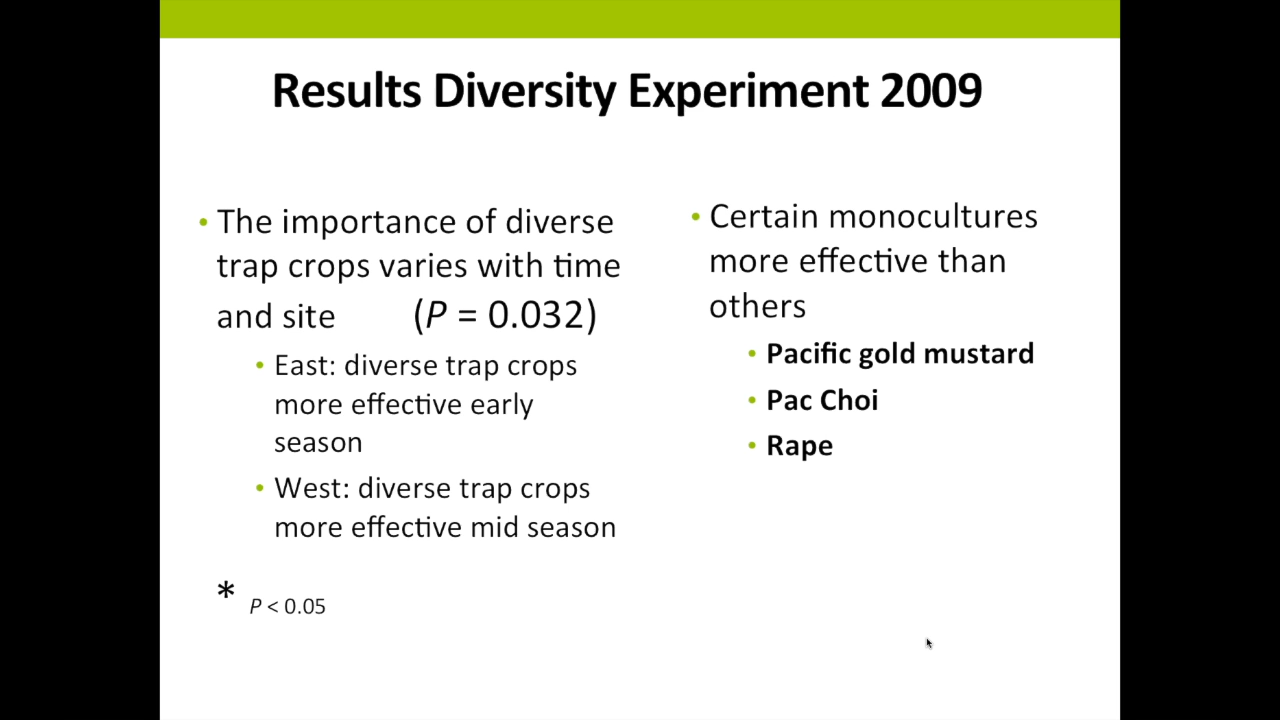 Results Diversity Experiment 2009
• The importance of diverse
trap crops varies with time
and site (P = 0.032)
• East: diverse trap crops
more effective early
season
• West: diverse trap crops
more effective mid season
* P < 0.05
• Certain monocultures
more effective than
others
• Pacific gold mustard
• Pac Choi
• Rape